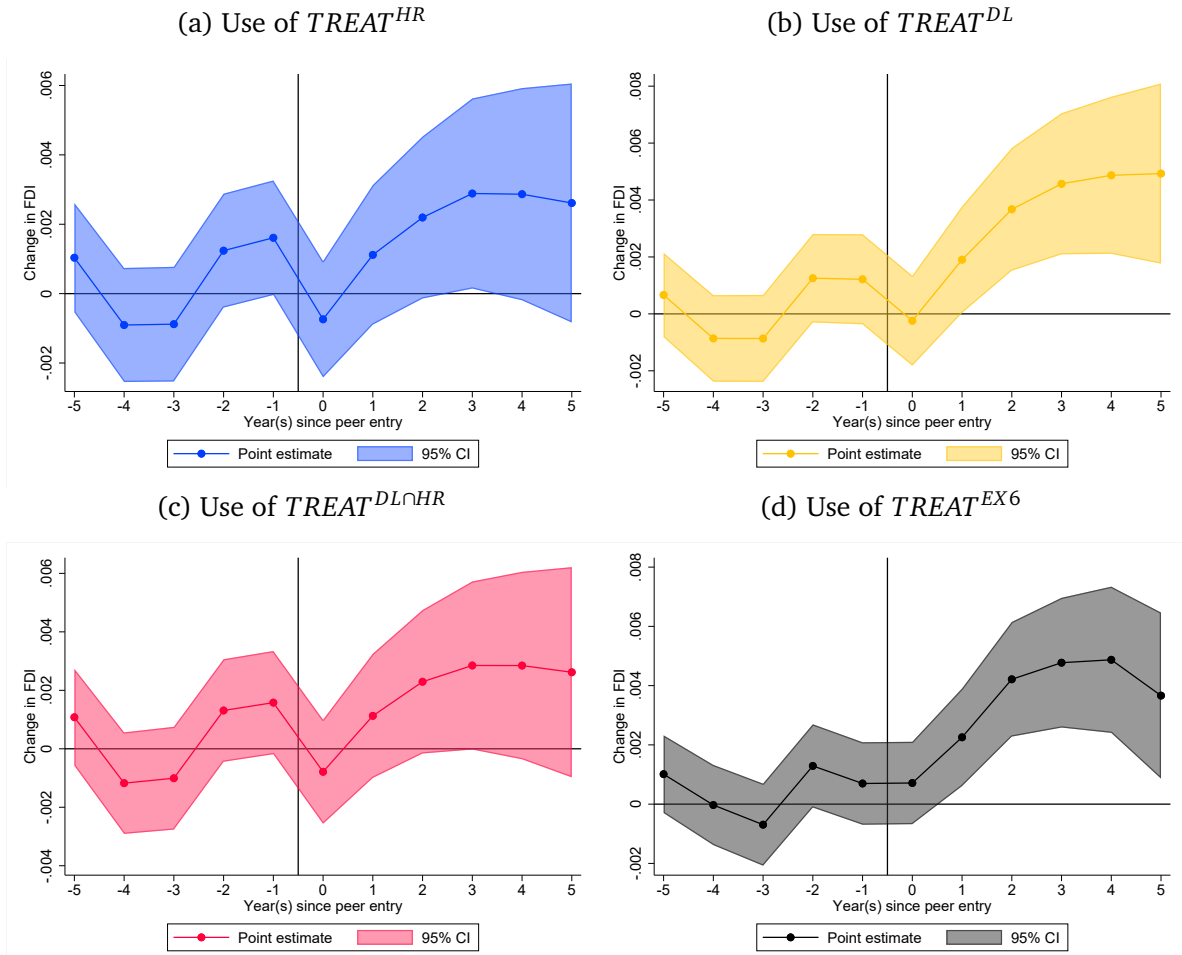 (a) Use of TREAT^HR
Change in FDI
.006
.004
.002
0
-.002
-5 -4 -3 -2 -1 0 1 2 3 4 5
Year(s) since peer entry
Point estimate 95% CI
(b) Use of TREAT^DL
Change in FDI
.008
.006
.004
.002
0
-.002
-5 -4 -3 -2 -1 0 1 2 3 4 5
Year(s) since peer entry
Point estimate 95% CI
(c) Use of TREAT^DL∩HR
Change in FDI
.006
.004
.002
0
-.002
-.004
-5 -4 -3 -2 -1 0 1 2 3 4 5
Year(s) since peer entry
Point estimate 95% CI
(d) Use of TREAT^EX6
Change in FDI
.008
.006
.004
.002
0
-.002
-5 -4 -3 -2 -1 0 1 2 3 4 5
Year(s) since peer entry
Point estimate 95% CI